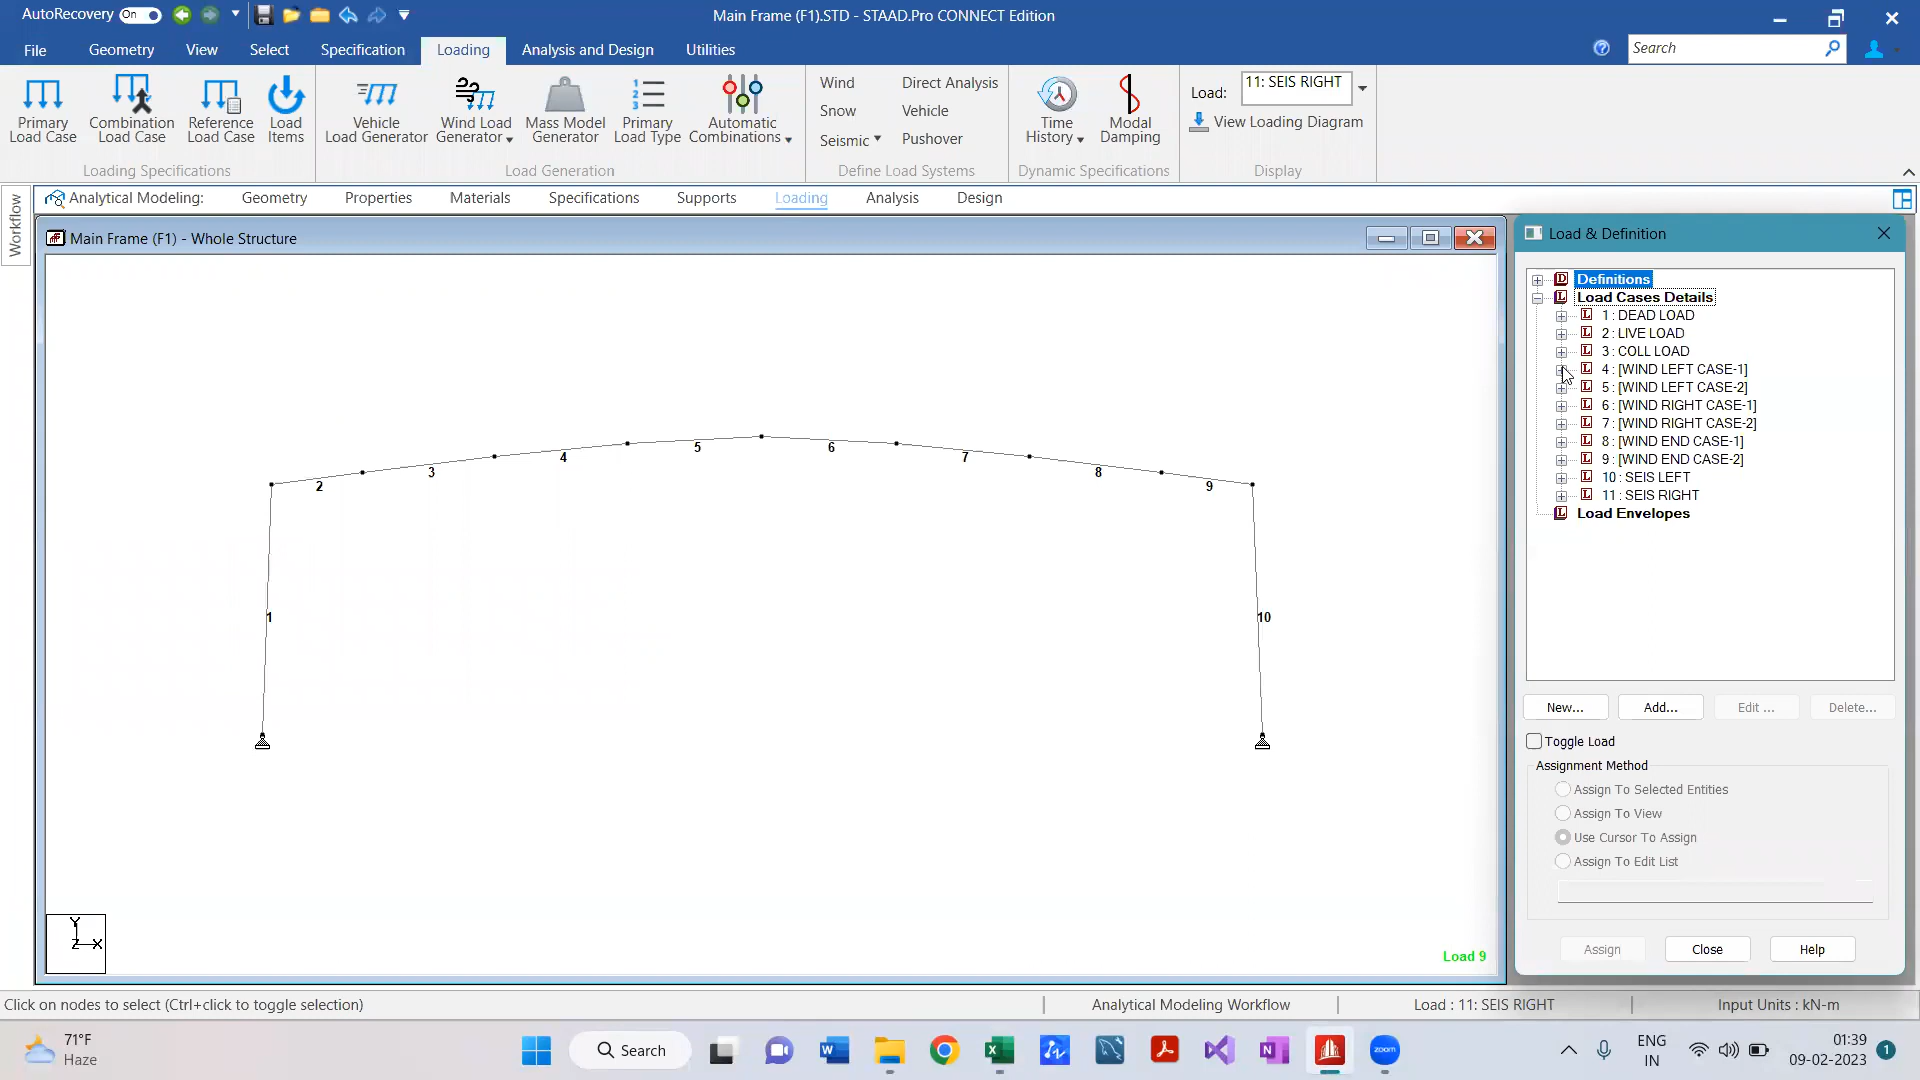 AutoRecovery On
Main Frame (F1).STD - STAAD.Pro CONNECT Edition
File Geometry View Select Specification Loading Analysis and Design Utilities
Search
Primary Load Case
Combination Load Case
Reference Load Case
Load Items
Loading Specifications
Vehicle Load Generator
Wind Load Generator
Mass Model Generator
Primary Load Type
Automatic Combinations
Load Generation
Wind
Snow
Seismic
Direct Analysis
Vehicle
Pushover
Define Load Systems
Time History
Modal Damping
Dynamic Specifications
Load: 11: SEIS RIGHT
View Loading Diagram
Display
Workflow
Analytical Modeling: Geometry Properties Materials Specifications Supports Loading Analysis Design
Main Frame (F1) - Whole Structure
1
2
3
4
5
6
7
8
9
10
Y
Z X
Load 9
Load & Definition
D Definitions
L Load Cases Details
L 1 : DEAD LOAD
L 2 : LIVE LOAD
L 3 : COLL LOAD
L 4 : [WIND LEFT CASE-1]
L 5 : [WIND LEFT CASE-2]
L 6 : [WIND RIGHT CASE-1]
L 7 : [WIND RIGHT CASE-2]
L 8 : [WIND END CASE-1]
L 9 : [WIND END CASE-2]
L 10 : SEIS LEFT
L 11 : SEIS RIGHT
L Load Envelopes
New... Add... Edit ... Delete...
Toggle Load
Assignment Method
Assign To Selected Entities
Assign To View
Use Cursor To Assign
Assign To Edit List
Assign Close Help
Click on nodes to select (Ctrl+click to toggle selection)
Analytical Modeling Workflow
Load : 11: SEIS RIGHT
Input Units : kN-m
71°F
Haze
Search
zoom
ENG
IN
01:39
09-02-2023
1